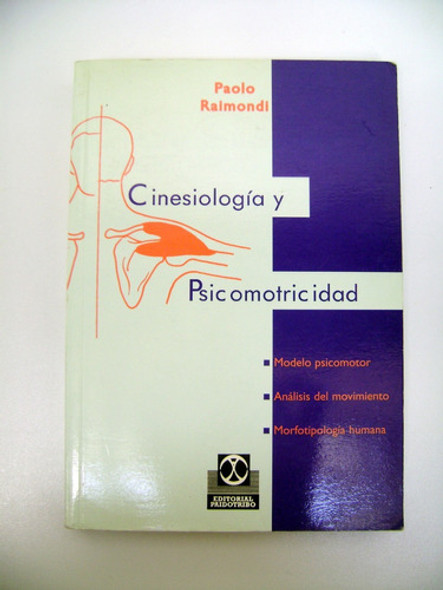 Paolo
Raimondi
Cinesiología y
Psicomotricidad
Modelo psicomotor
Análisis del movimiento
Morfotipología humana
EDITORIAL
PAIDOTRIBO